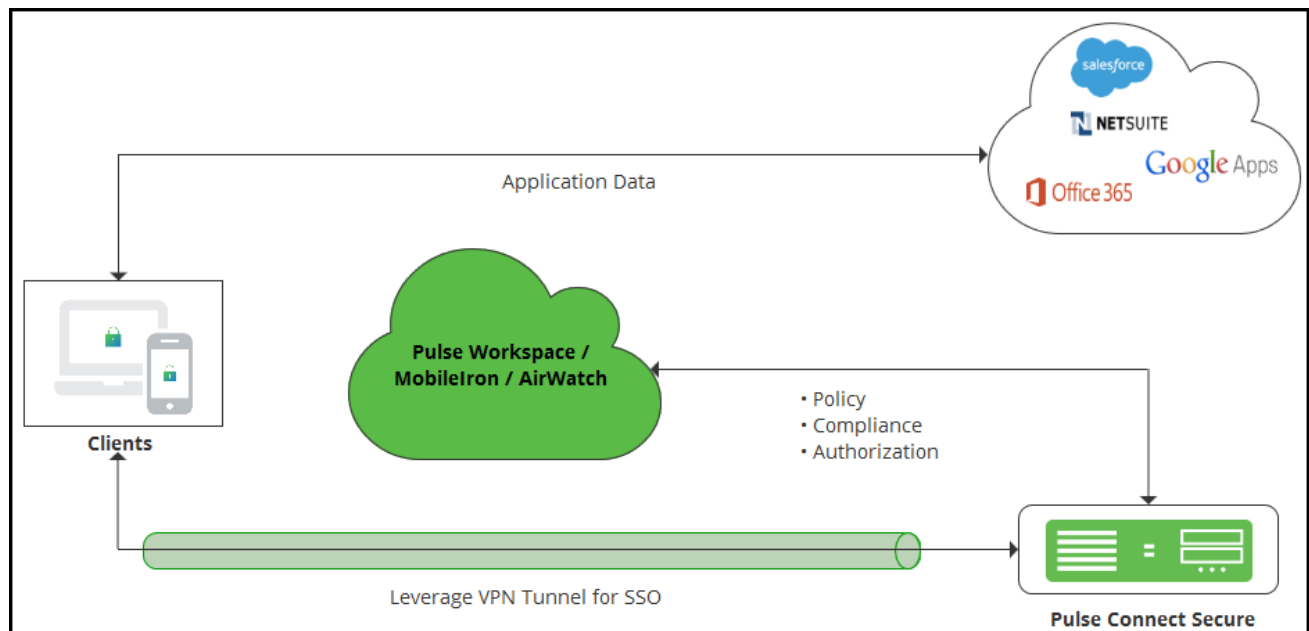 salesforce
NETSUITE
Google Apps
Office 365
Application Data
Pulse Workspace /
MobileIron / AirWatch
• Policy
• Compliance
• Authorization
Clients
Leverage VPN Tunnel for SSO
Pulse Connect Secure